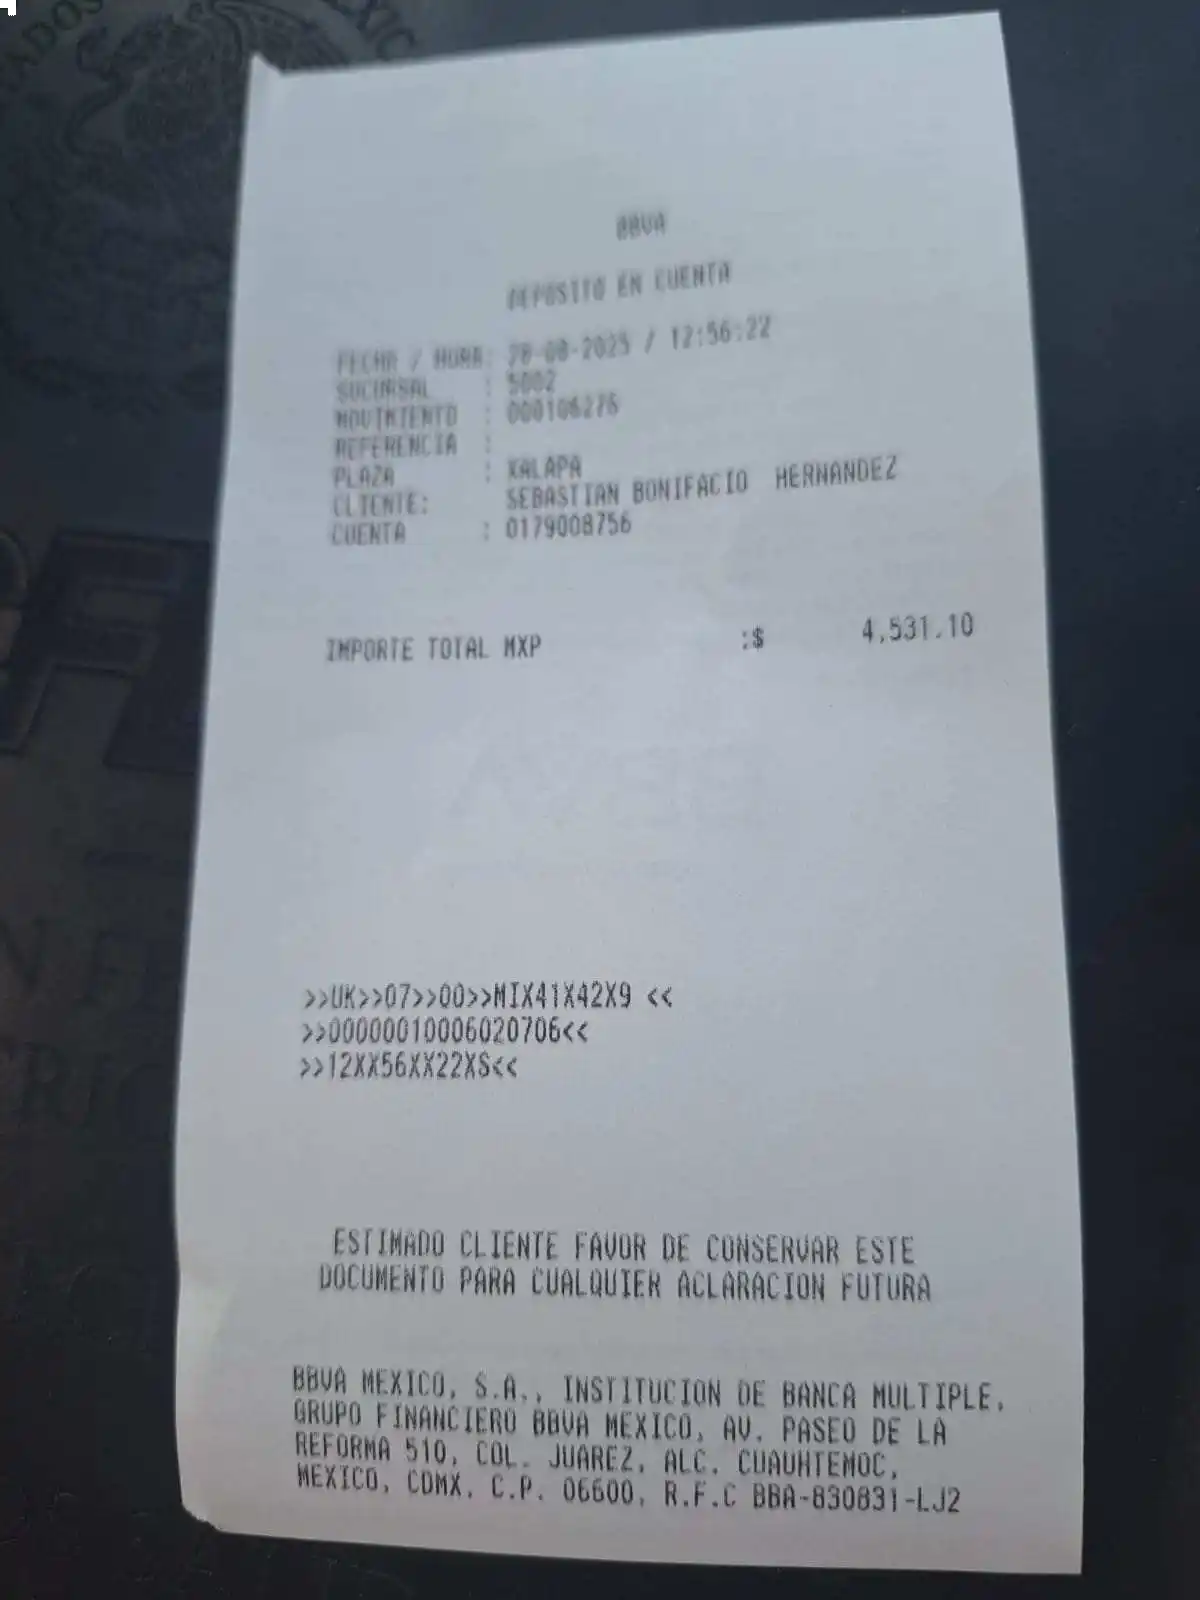 BBVA
DEPOSITO EN CUENTA
FECHA / HORA: 28-08-2025 / 12:56:22
SUCURSAL : 5002
MOVIMIENTO : 000106276
REFERENCIA :
PLAZA : XALAPA
CLIENTE: SEBASTIAN BONIFACIO HERNANDEZ
CUENTA : 0179008756
IMPORTE TOTAL MXP :$ 4,531.10
>>UK>>07>>00>>MIX41X42X9 <<
>>00000010006020706<<
>>12XX56XX22XS<<
ESTIMADO CLIENTE FAVOR DE CONSERVAR ESTE
DOCUMENTO PARA CUALQUIER ACLARACION FUTURA
BBVA MEXICO, S.A., INSTITUCION DE BANCA MULTIPLE,
GRUPO FINANCIERO BBVA MEXICO, AV. PASEO DE LA
REFORMA 510, COL. JUAREZ, ALC. CUAUHTEMOC,
MEXICO, CDMX. C.P. 06600, R.F.C BBA-830831-LJ2